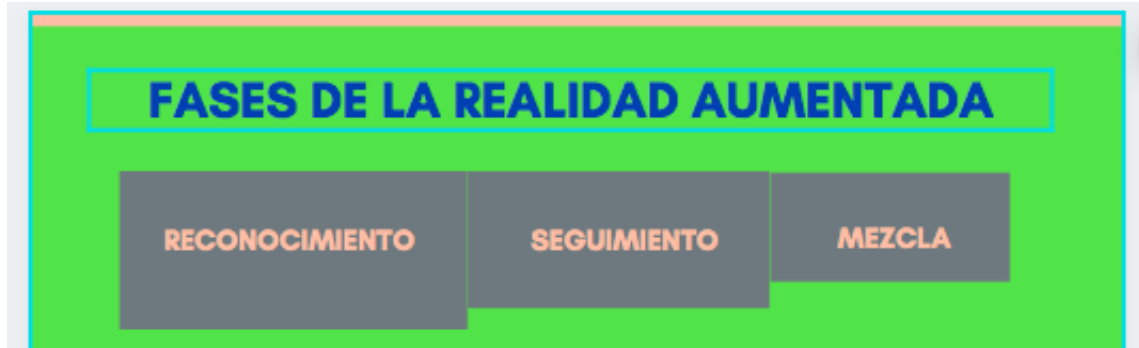 FASES DE LA REALIDAD AUMENTADA
RECONOCIMIENTO
SEGUIMIENTO
MEZCLA